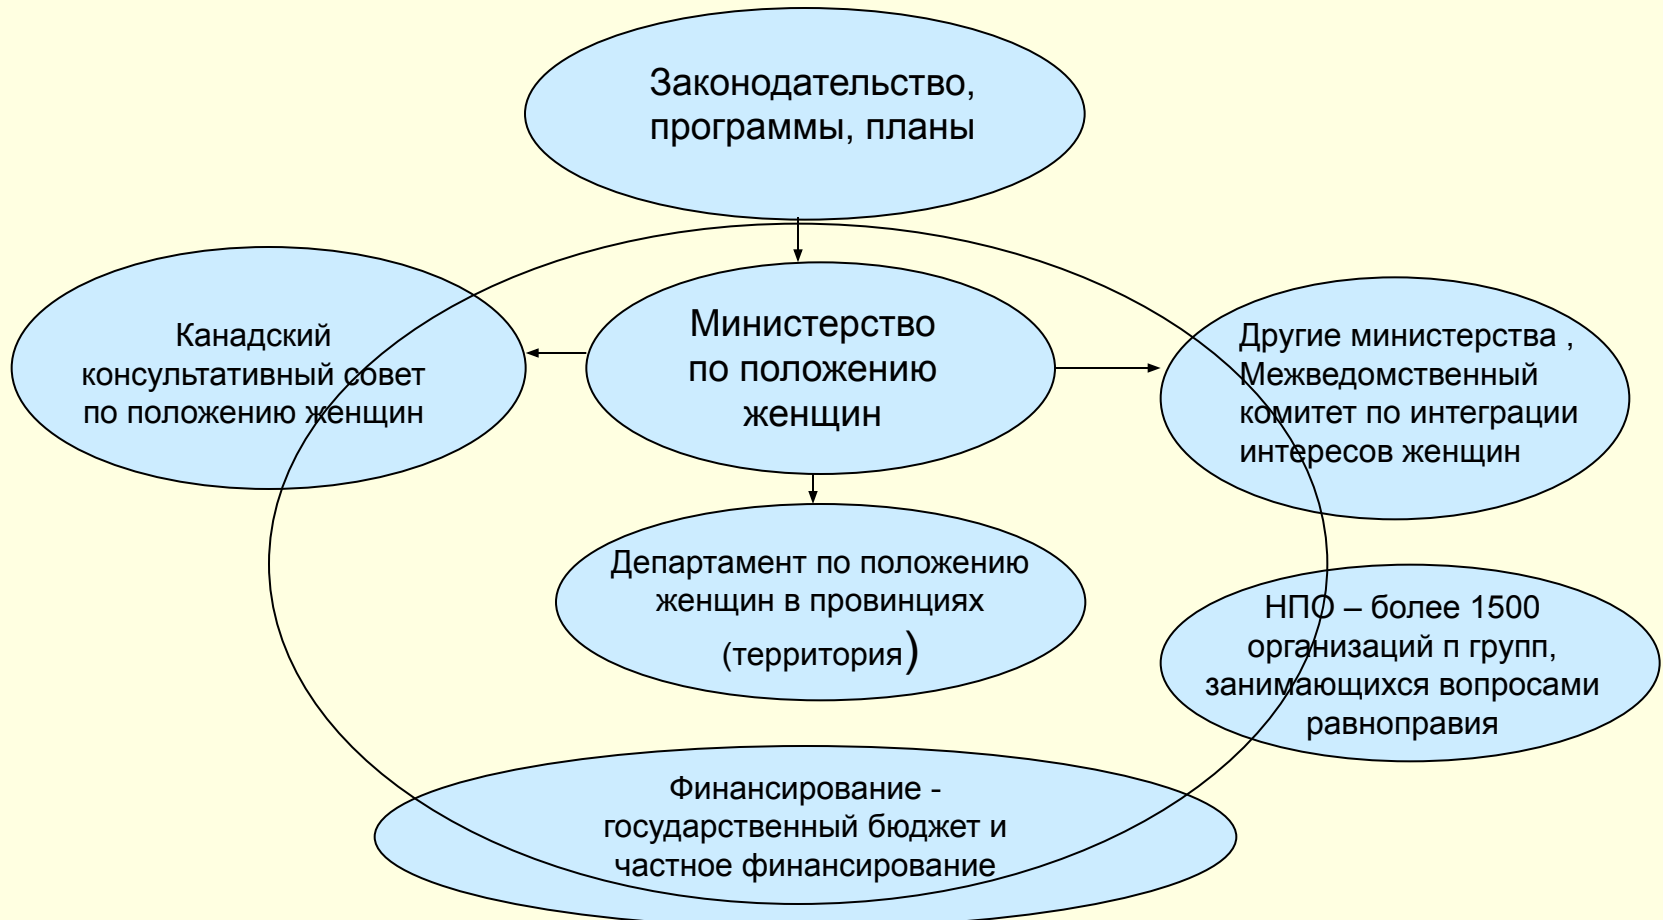 Законодательство,
программы, планы
Канадский
консультативный совет
по положению женщин
Министерство
по положению
женщин
Другие министерства ,
Межведомственный
комитет по интеграции
интересов женщин
Департамент по положению
женщин в провинциях
(территория)
НПО – более 1500
организаций п групп,
занимающихся вопросами
равноправия
Финансирование -
государственный бюджет и
частное финансирование